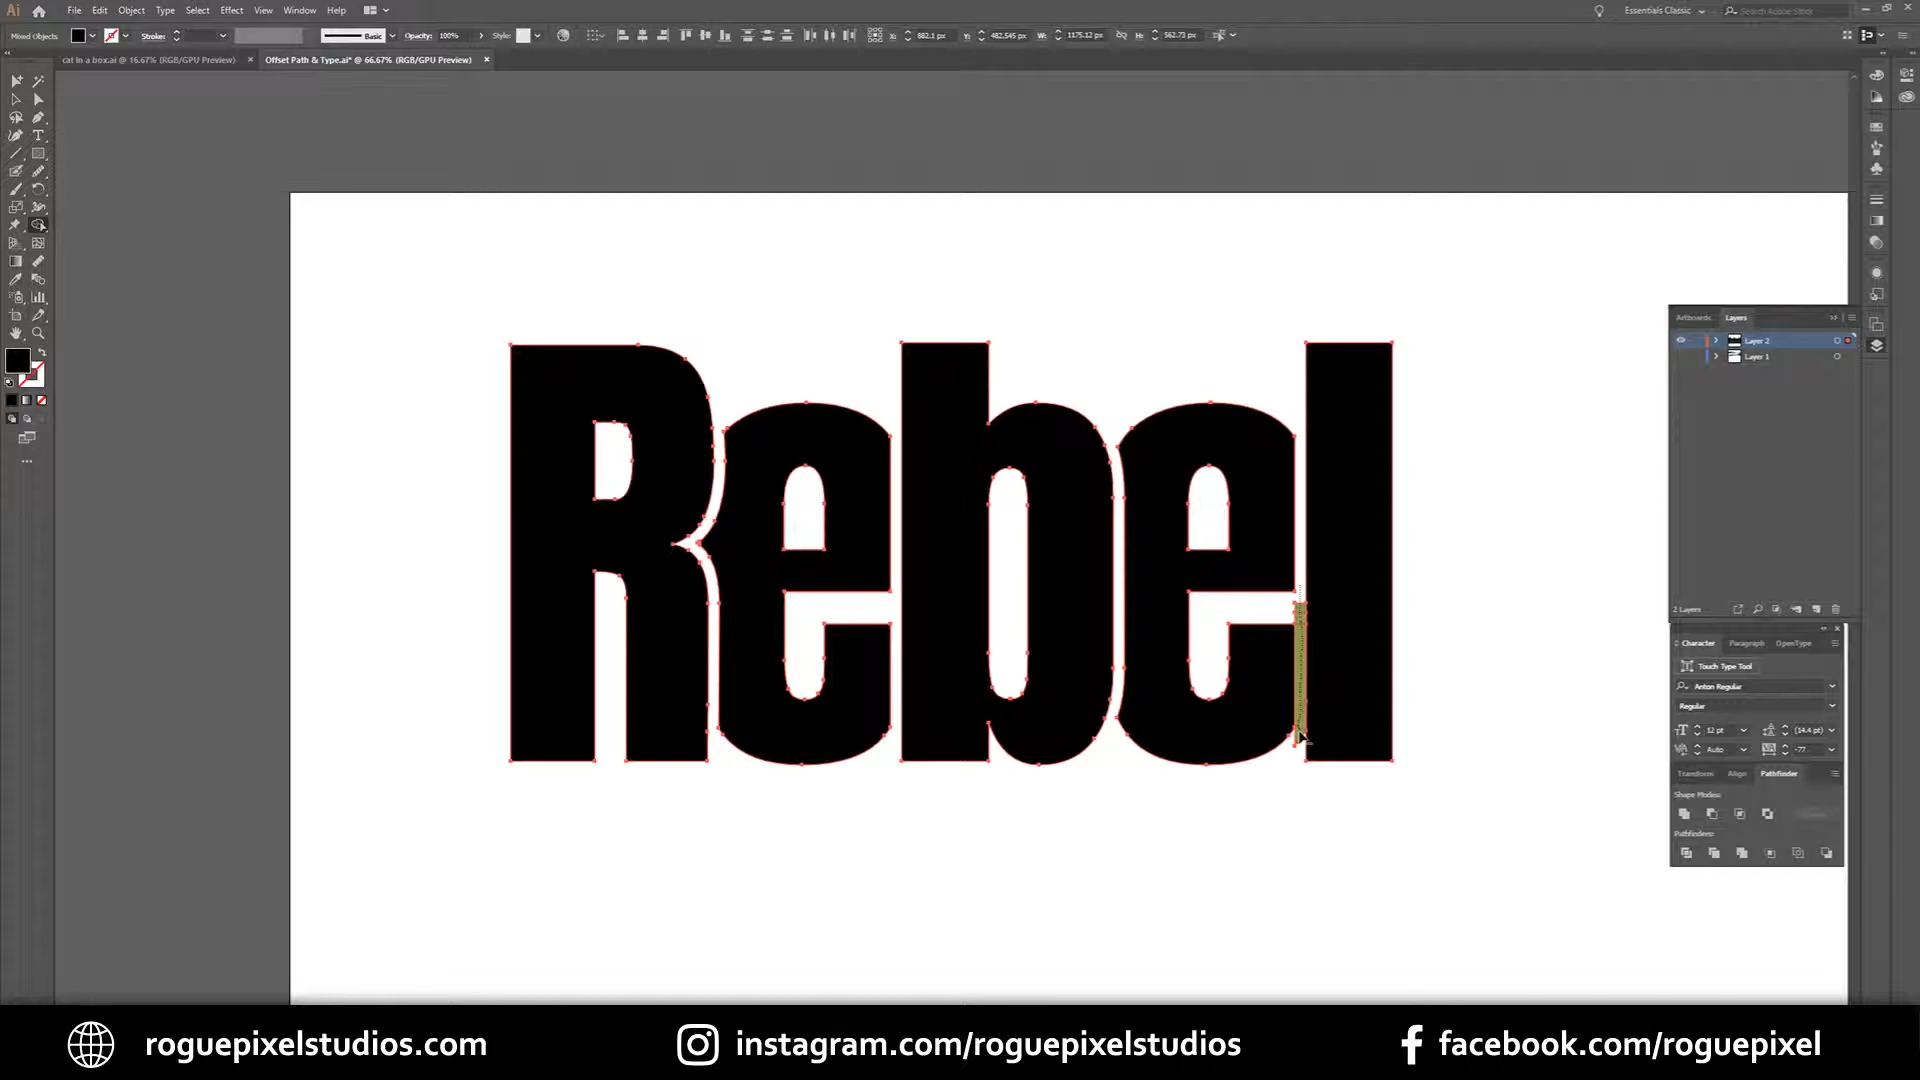 Ai File Edit Object Type Select Effect View Window Help Essentials Classic Search Adobe Stock
Mixed Objects Stroke: Basic Opacity: 100% Style: X: 882.1 px Y: 482.545 px W: 1175.12 px H: 562.73 px
cat in a box.ai @ 16.67% (RGB/GPU Preview) × Offset Path & Type.ai* @ 66.67% (RGB/GPU Preview) ×
Rebel
Artboards Layers
Layer 2
Layer 1
2 Layers
Character Paragraph OpenType
Touch Type Tool
Anton Regular
Regular
12 pt (14.4 pt)
Auto -77
Transform Align Pathfinder
Shape Modes:
Pathfinders:
roguepixelstudios.com instagram.com/roguepixelstudios facebook.com/roguepixel